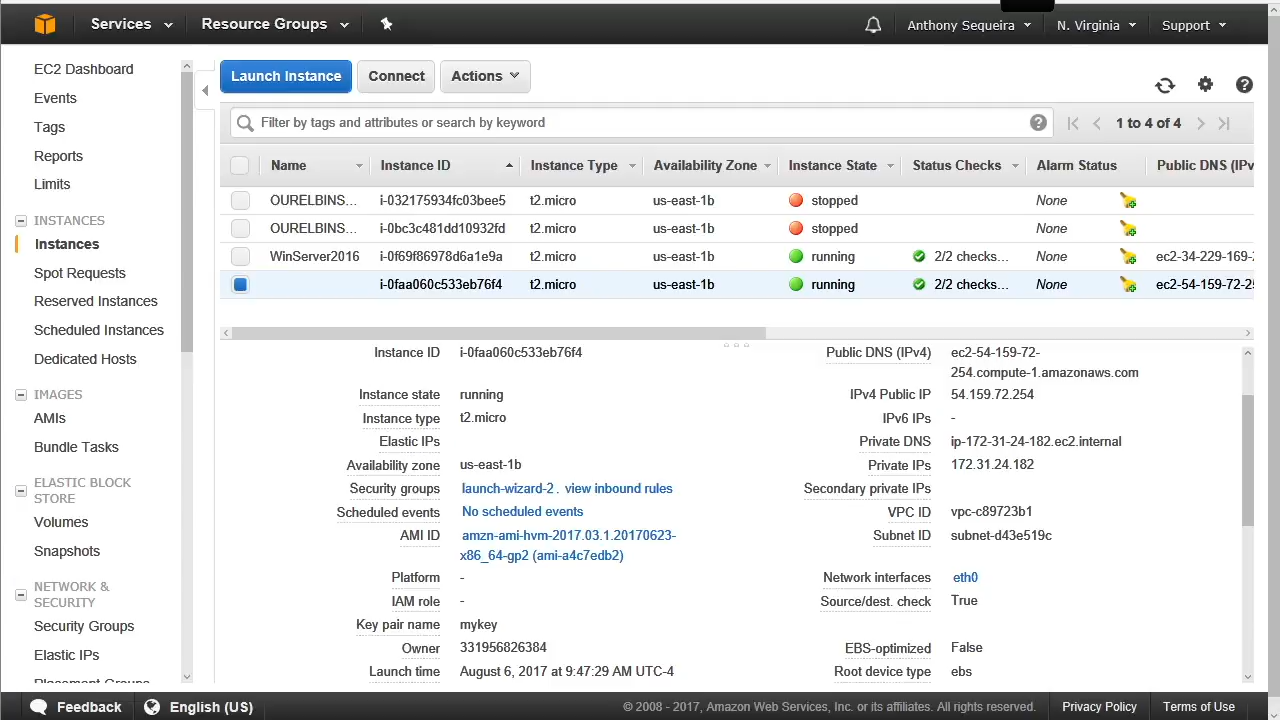 Services Resource Groups Anthony Sequeira N. Virginia Support
EC2 Dashboard
Events
Tags
Reports
Limits
INSTANCES
Instances
Spot Requests
Reserved Instances
Scheduled Instances
Dedicated Hosts
IMAGES
AMIs
Bundle Tasks
ELASTIC BLOCK
STORE
Volumes
Snapshots
NETWORK &
SECURITY
Security Groups
Elastic IPs
Placement Groups
Launch Instance Connect Actions
Filter by tags and attributes or search by keyword 1 to 4 of 4
Name Instance ID Instance Type Availability Zone Instance State Status Checks Alarm Status Public DNS (IPv
OURELBINS... i-032175934fc03bee5 t2.micro us-east-1b stopped None
OURELBINS... i-0bc3c481dd10932fd t2.micro us-east-1b stopped None
WinServer2016 t2.micro us-east-1b running 2/2 checks... None ec2-34-229-169-
i-0faa060c533eb76f4 t2.micro us-east-1b running 2/2 checks... None ec2-54-159-72-25
Instance ID i-0faa060c533eb76f4
Instance state running
Instance type t2.micro
Elastic IPs
Availability zone us-east-1b
Security groups launch-wizard-2. view inbound rules
Scheduled events No scheduled events
AMI ID amzn-ami-hvm-2017.03.1.20170623-
x86_64-gp2 (ami-a4c7edb2)
Platform -
IAM role -
Key pair name mykey
Owner 331956826384
Launch time August 6, 2017 at 9:47:29 AM UTC-4
Public DNS (IPv4) ec2-54-159-72-
254.compute-1.amazonaws.com
IPv4 Public IP 54.159.72.254
IPv6 IPs -
Private DNS ip-172-31-24-182.ec2.internal
Private IPs 172.31.24.182
Secondary private IPs
VPC ID vpc-c89723b1
Subnet ID subnet-d43e519c
Network interfaces eth0
Source/dest. check True
EBS-optimized False
Root device type ebs
Feedback English (US) © 2008 - 2017, Amazon Web Services, Inc. or its affiliates. All rights reserved. Privacy Policy Terms of Use